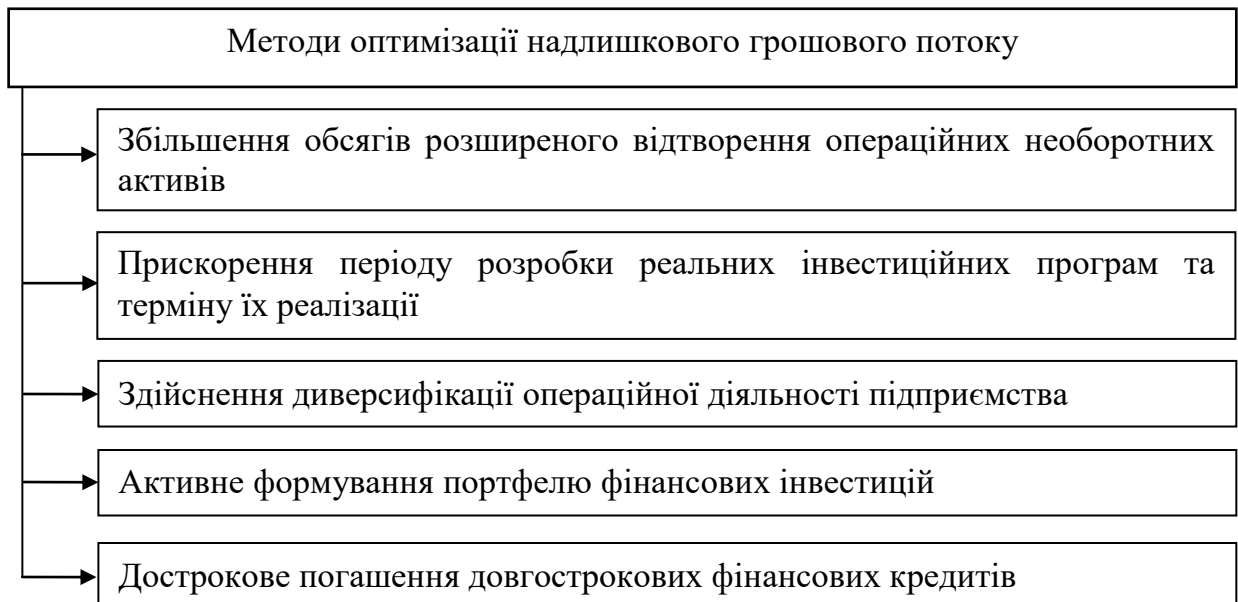 Методи оптимізації надлишкового грошового потоку
Збільшення обсягів розширеного відтворення операційних необоротних
активів
Прискорення періоду розробки реальних інвестиційних програм та
терміну їх реалізації
Здійснення диверсифікації операційної діяльності підприємства
Активне формування портфелю фінансових інвестицій
Дострокове погашення довгострокових фінансових кредитів